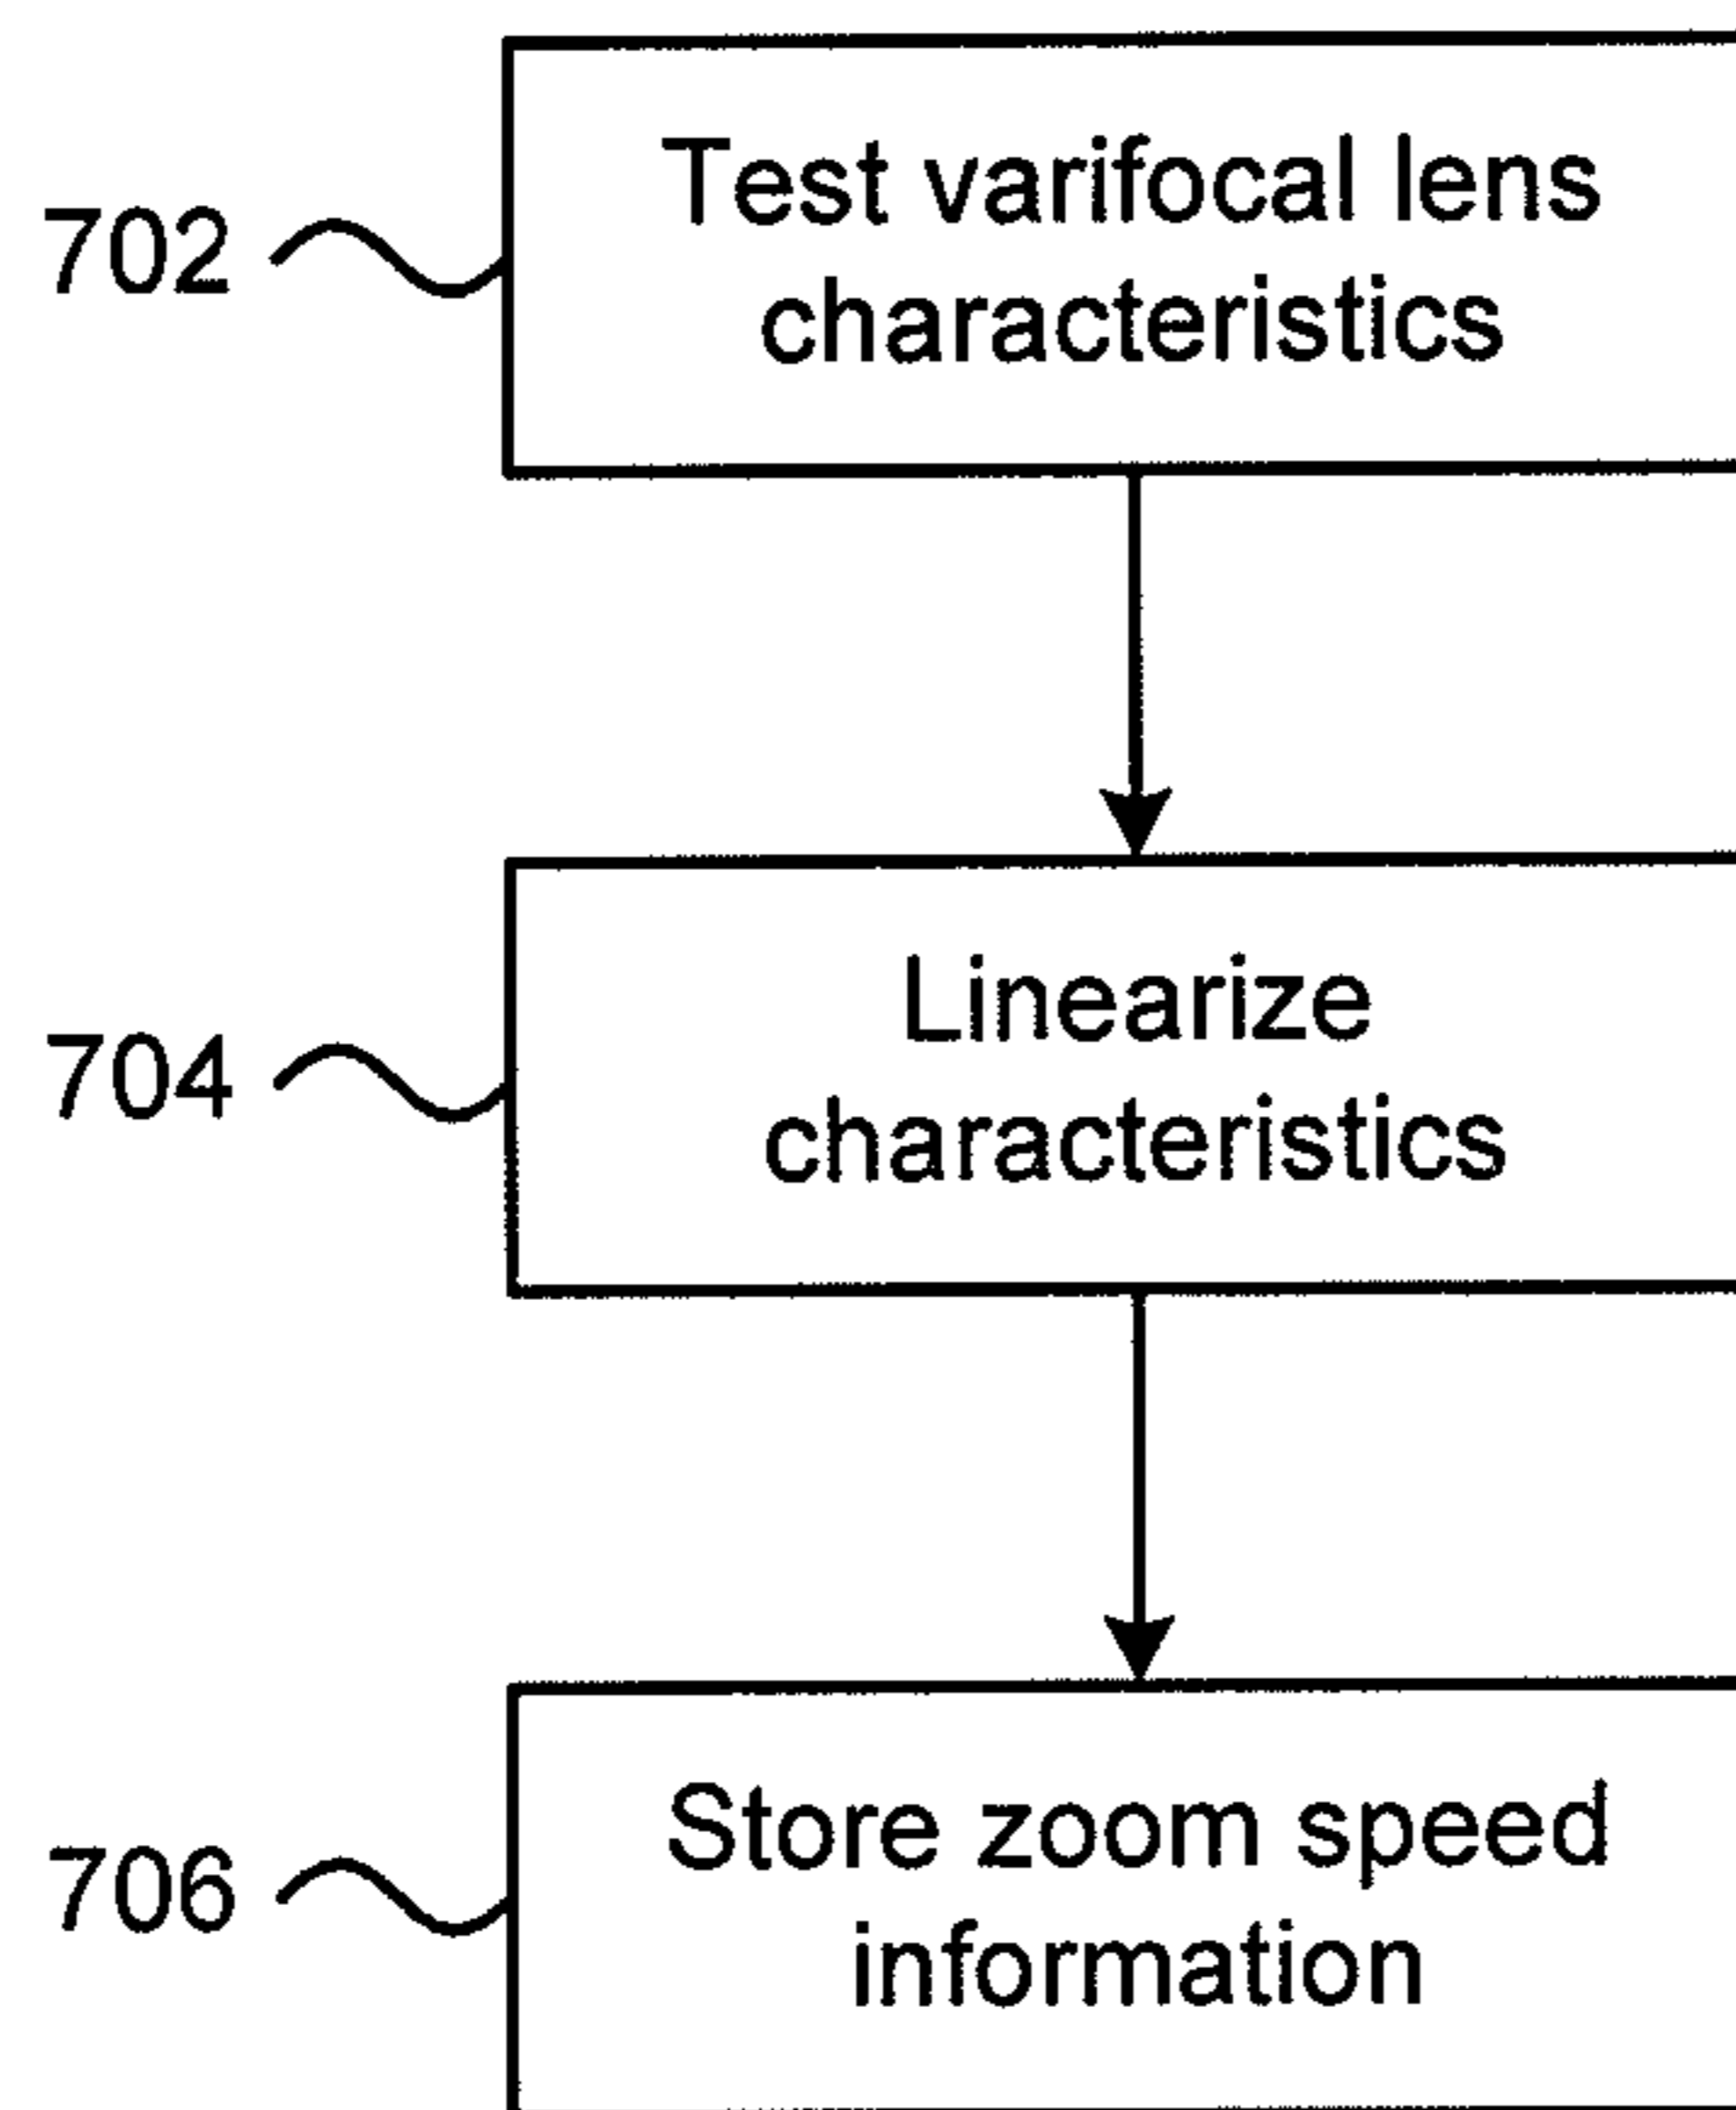 702
Test varifocal lens
characteristics
704
Linearize
characteristics
706
Store zoom speed
information